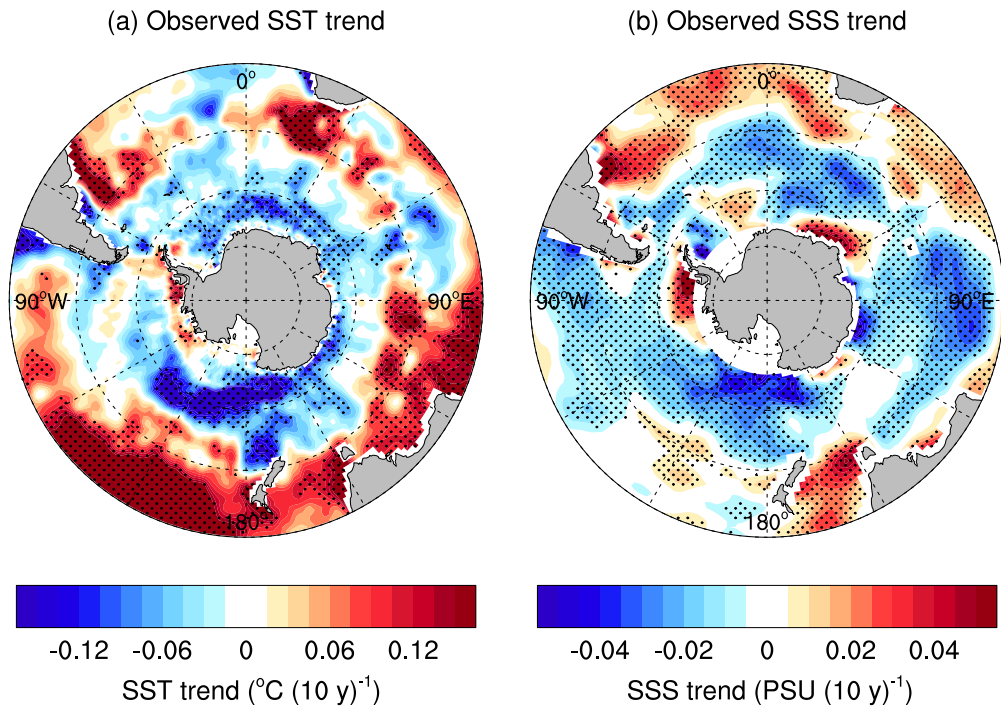 (a) Observed SST trend
(b) Observed SSS trend
0°
0°
90°W
90°E
90°W
90°E
180°
180°
-0.12 -0.06 0 0.06 0.12
-0.04 -0.02 0 0.02 0.04
SST trend (°C (10 y)⁻¹)
SSS trend (PSU (10 y)⁻¹)